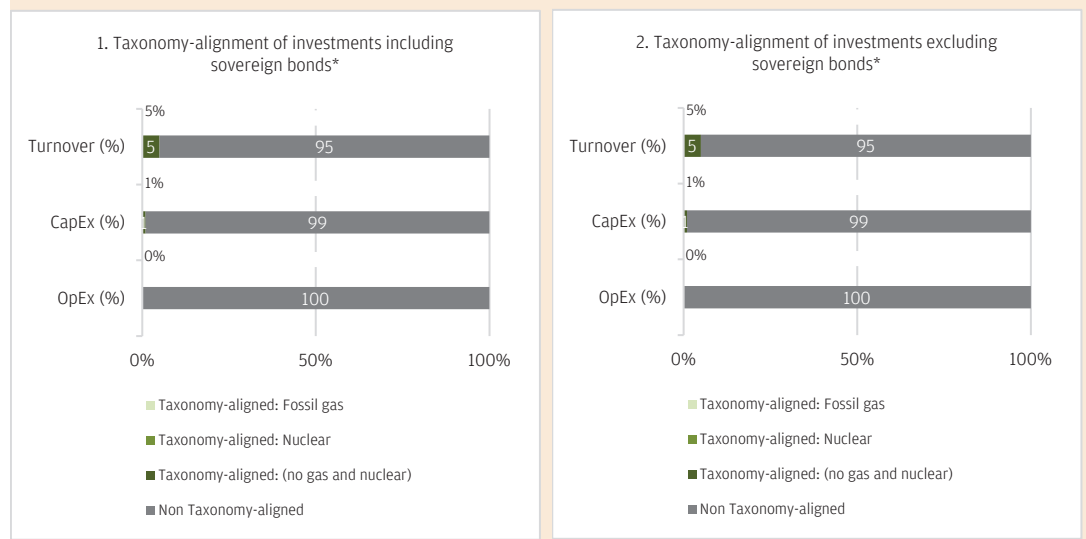 1. Taxonomy-alignment of investments including
sovereign bonds*
5%
Turnover (%)
5
95
1%
CapEx (%)
1
99
0%
OpEx (%)
100
0%
50%
100%
Taxonomy-aligned: Fossil gas
Taxonomy-aligned: Nuclear
Taxonomy-aligned: (no gas and nuclear)
Non Taxonomy-aligned
2. Taxonomy-alignment of investments excluding
sovereign bonds*
5%
Turnover (%)
5
95
1%
CapEx (%)
1
99
0%
OpEx (%)
100
0%
50%
100%
Taxonomy-aligned: Fossil gas
Taxonomy-aligned: Nuclear
Taxonomy-aligned: (no gas and nuclear)
Non Taxonomy-aligned